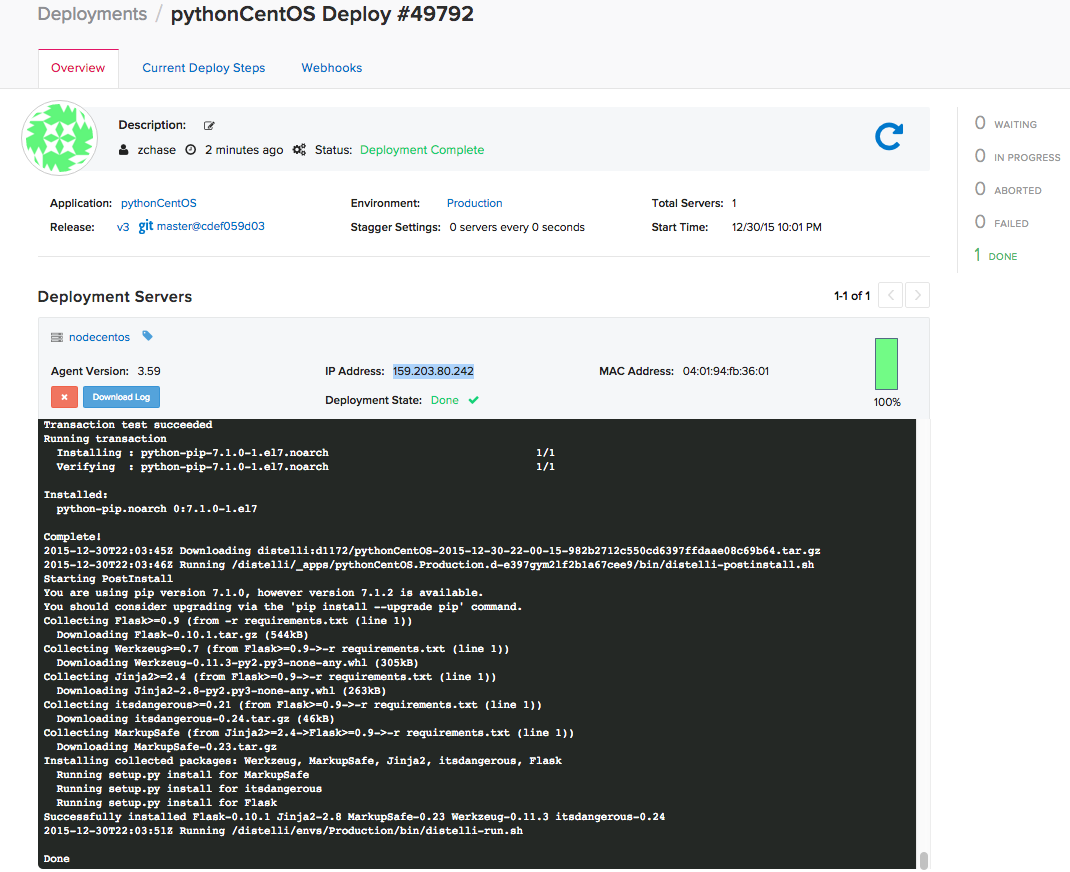 Deployments / pythonCentOS Deploy #49792
Overview Current Deploy Steps Webhooks
Description:
zchase 2 minutes ago Status: Deployment Complete
0 WAITING
0 IN PROGRESS
0 ABORTED
0 FAILED
1 DONE
Application: pythonCentOS Environment: Production Total Servers: 1
Release: v3 git master@cdef059d03 Stagger Settings: 0 servers every 0 seconds Start Time: 12/30/15 10:01 PM
Deployment Servers 1-1 of 1
nodecentos
Agent Version: 3.59 IP Address: 159.203.80.242 MAC Address: 04:01:94:fb:36:01
Download Log Deployment State: Done 100%
Transaction test succeeded
Running transaction
Installing : python-pip-7.1.0-1.el7.noarch 1/1
Verifying : python-pip-7.1.0-1.el7.noarch 1/1
Installed:
python-pip.noarch 0:7.1.0-1.el7
Complete!
2015-12-30T22:03:45Z Downloading distelli:d1172/pythonCentOS-2015-12-30-22-00-15-982b2712c550cd6397ffdaae08c69b64.tar.gz
2015-12-30T22:03:46Z Running /distelli/_apps/pythonCentOS.Production.d-e397gym21f2b1a67cee9/bin/distelli-postinstall.sh
Starting PostInstall
You are using pip version 7.1.0, however version 7.1.2 is available.
You should consider upgrading via the 'pip install --upgrade pip' command.
Collecting Flask>=0.9 (from -r requirements.txt (line 1))
Downloading Flask-0.10.1.tar.gz (544kB)
Collecting Werkzeug>=0.7 (from Flask>=0.9->-r requirements.txt (line 1))
Downloading Werkzeug-0.11.3-py2.py3-none-any.whl (305kB)
Collecting Jinja2>=2.4 (from Flask>=0.9->-r requirements.txt (line 1))
Downloading Jinja2-2.8-py2.py3-none-any.whl (263kB)
Collecting itsdangerous>=0.21 (from Flask>=0.9->-r requirements.txt (line 1))
Downloading itsdangerous-0.24.tar.gz (46kB)
Collecting MarkupSafe (from Jinja2>=2.4->Flask>=0.9->-r requirements.txt (line 1))
Downloading MarkupSafe-0.23.tar.gz
Installing collected packages: Werkzeug, MarkupSafe, Jinja2, itsdangerous, Flask
Running setup.py install for MarkupSafe
Running setup.py install for itsdangerous
Running setup.py install for Flask
Successfully installed Flask-0.10.1 Jinja2-2.8 MarkupSafe-0.23 Werkzeug-0.11.3 itsdangerous-0.24
2015-12-30T22:03:51Z Running /distelli/envs/Production/bin/distelli-run.sh
Done